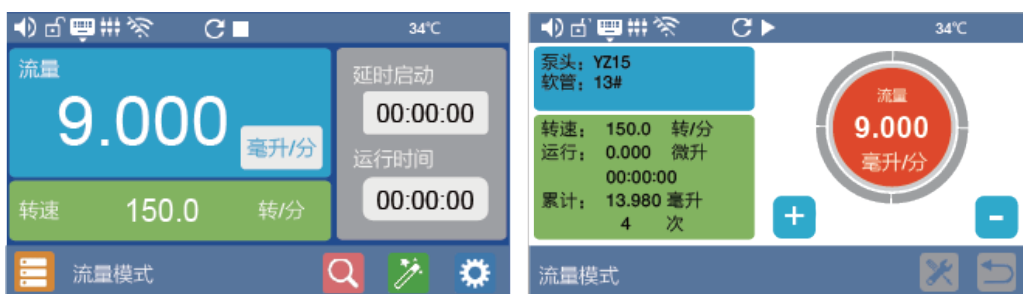 34℃
流量
9.000
毫升/分
转速 150.0 转/分
延时启动
00:00:00
运行时间
00:00:00
流量模式
34℃
泵头：YZ15
软管：13#
转速： 150.0 转/分
运行： 0.000 微升
00:00:00
累计： 13.980 毫升
4 次
流量
9.000
毫升/分
+
-
流量模式